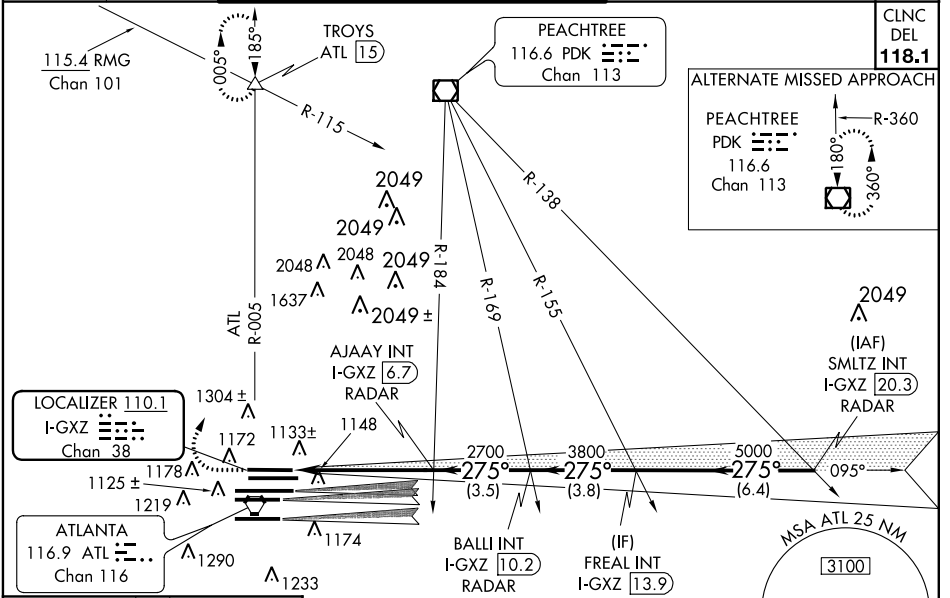 115.4 RMG
Chan 101
005°
185°
TROYS
ATL 15
R-115
PEACHTREE
116.6 PDK
Chan 113
CLNC
DEL
118.1
ALTERNATE MISSED APPROACH
PEACHTREE
PDK
116.6
Chan 113
R-360
180°
360°
R-138
R-184
R-169
R-155
2049
2049
2048
2048
2049
1637
2049 ±
2049
ATL
R-005
AJAAY INT
I-GXZ 6.7
RADAR
(IAF)
SMLTZ INT
I-GXZ 20.3
RADAR
LOCALIZER 110.1
I-GXZ
Chan 38
1304 ±
1172
1133±
1148
1178
1125 ±
1219
2700
275°
(3.5)
3800
275°
(3.8)
5000
275°
(6.4)
095°
ATLANTA
116.9 ATL
Chan 116
1290
1174
1233
BALLI INT
I-GXZ 10.2
RADAR
(IF)
FREAL INT
I-GXZ 13.9
MSA ATL 25 NM
3100